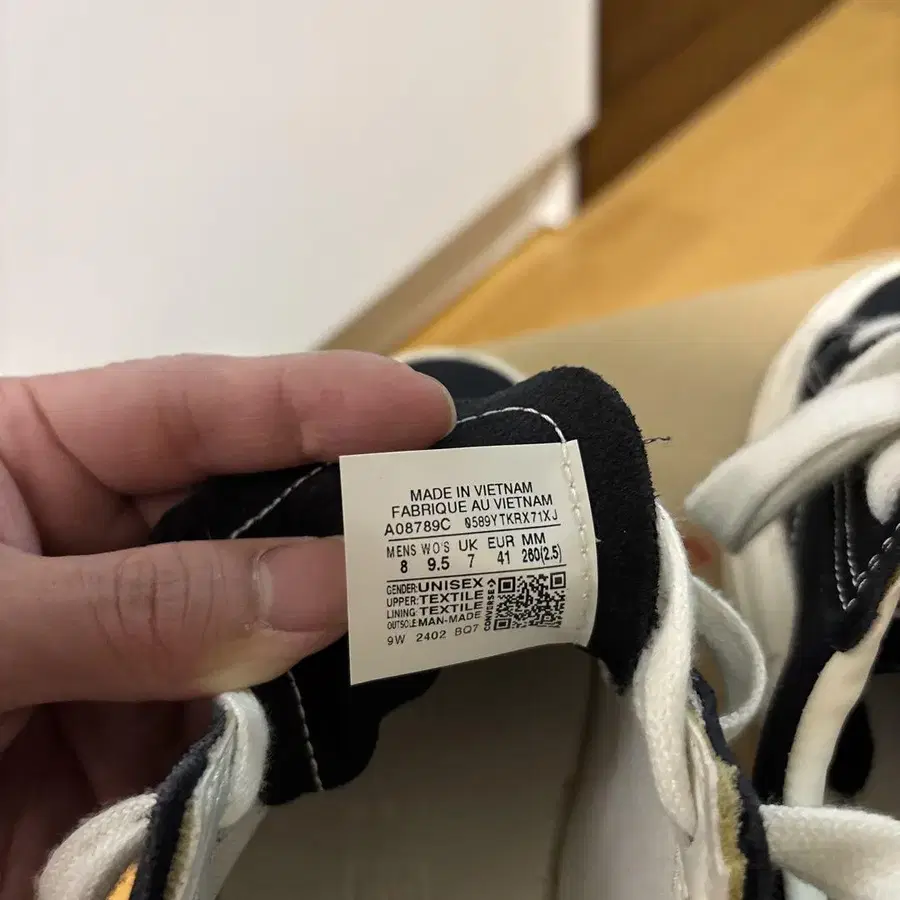 MADE IN VIETNAM
FABRIQUE AU VIETNAM
A08789C 0589YTKRX71XJ
MENS WO'S UK EUR MM
8 9.5 7 41 260(2.5)
GENDER:UNISEX
UPPER:TEXTILE
LINING:TEXTILE
OUTSOLE:MAN-MADE
CONVERSE
9W 2402 BQ7